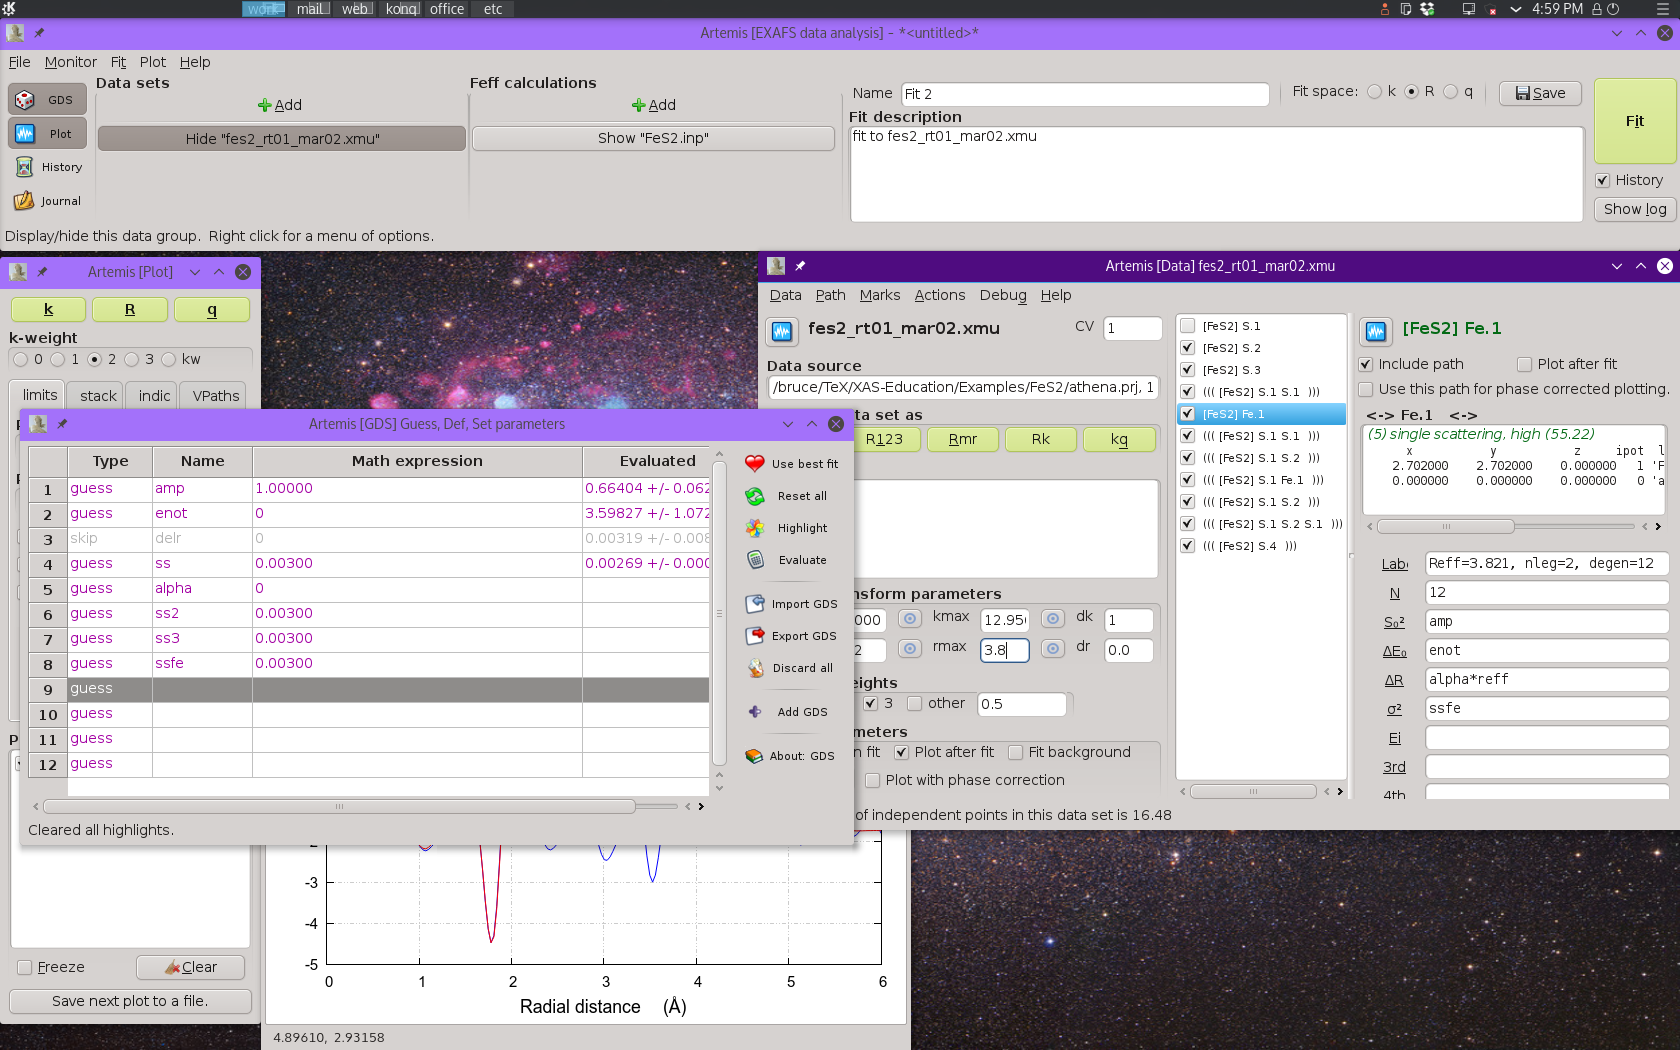 work mail web kong office etc
4:59 PM
Artemis [EXAFS data analysis] - *<untitled>*
File Monitor Fit Plot Help
GDS
Plot
History
Journal
Data sets
Add
Hide "fes2_rt01_mar02.xmu"
Feff calculations
Add
Show "FeS2.inp"
Name Fit 2
Fit space: k R q
Save
Fit description
fit to fes2_rt01_mar02.xmu
Fit
History
Show log
Display/hide this data group. Right click for a menu of options.
Artemis [Plot]
k R q
k-weight
0 1 2 3 kw
limits stack indic VPaths
Freeze Clear
Save next plot to a file.
Artemis [GDS] Guess, Def, Set parameters
Type Name Math expression Evaluated
1 guess amp 1.00000 0.66404 +/- 0.062
2 guess enot 0 3.59827 +/- 1.072
3 skip delr 0 0.00319 +/- 0.008
4 guess ss 0.00300 0.00269 +/- 0.000
5 guess alpha 0
6 guess ss2 0.00300
7 guess ss3 0.00300
8 guess ssfe 0.00300
9 guess
10 guess
11 guess
12 guess
Use best fit
Reset all
Highlight
Evaluate
Import GDS
Export GDS
Discard all
Add GDS
About: GDS
Cleared all highlights.
Artemis [Data] fes2_rt01_mar02.xmu
Data Path Marks Actions Debug Help
fes2_rt01_mar02.xmu CV 1
Data source
/bruce/TeX/XAS-Education/Examples/FeS2/athena.prj, 1
ta set as
R123 Rmr Rk kq
nsform parameters
000 kmax 12.95 dk 1
2 rmax 3.8 dr 0.0
eights
3 other 0.5
meters
n fit Plot after fit Fit background
Plot with phase correction
of independent points in this data set is 16.48
[FeS2] S.1
[FeS2] S.2
[FeS2] S.3
((( [FeS2] S.1 S.1 )))
[FeS2] Fe.1
((( [FeS2] S.1 S.1 )))
((( [FeS2] S.1 S.2 )))
((( [FeS2] S.1 Fe.1 )))
((( [FeS2] S.1 S.2 )))
((( [FeS2] S.1 S.2 S.1 )))
((( [FeS2] S.4 )))
[FeS2] Fe.1
Include path Plot after fit
Use this path for phase corrected plotting.
<-> Fe.1 <->
(5) single scattering, high (55.22)
x y z ipot l
2.702000 2.702000 0.000000 1 'F
0.000000 0.000000 0.000000 0 'a
Labe Reff=3.821, nleg=2, degen=12
N 12
S₀² amp
ΔE₀ enot
ΔR alpha*reff
σ² ssfe
Ei
3rd
4th
-3
-4
-5
0 1 2 3 4 5 6
Radial distance (Å)
4.89610, 2.93158